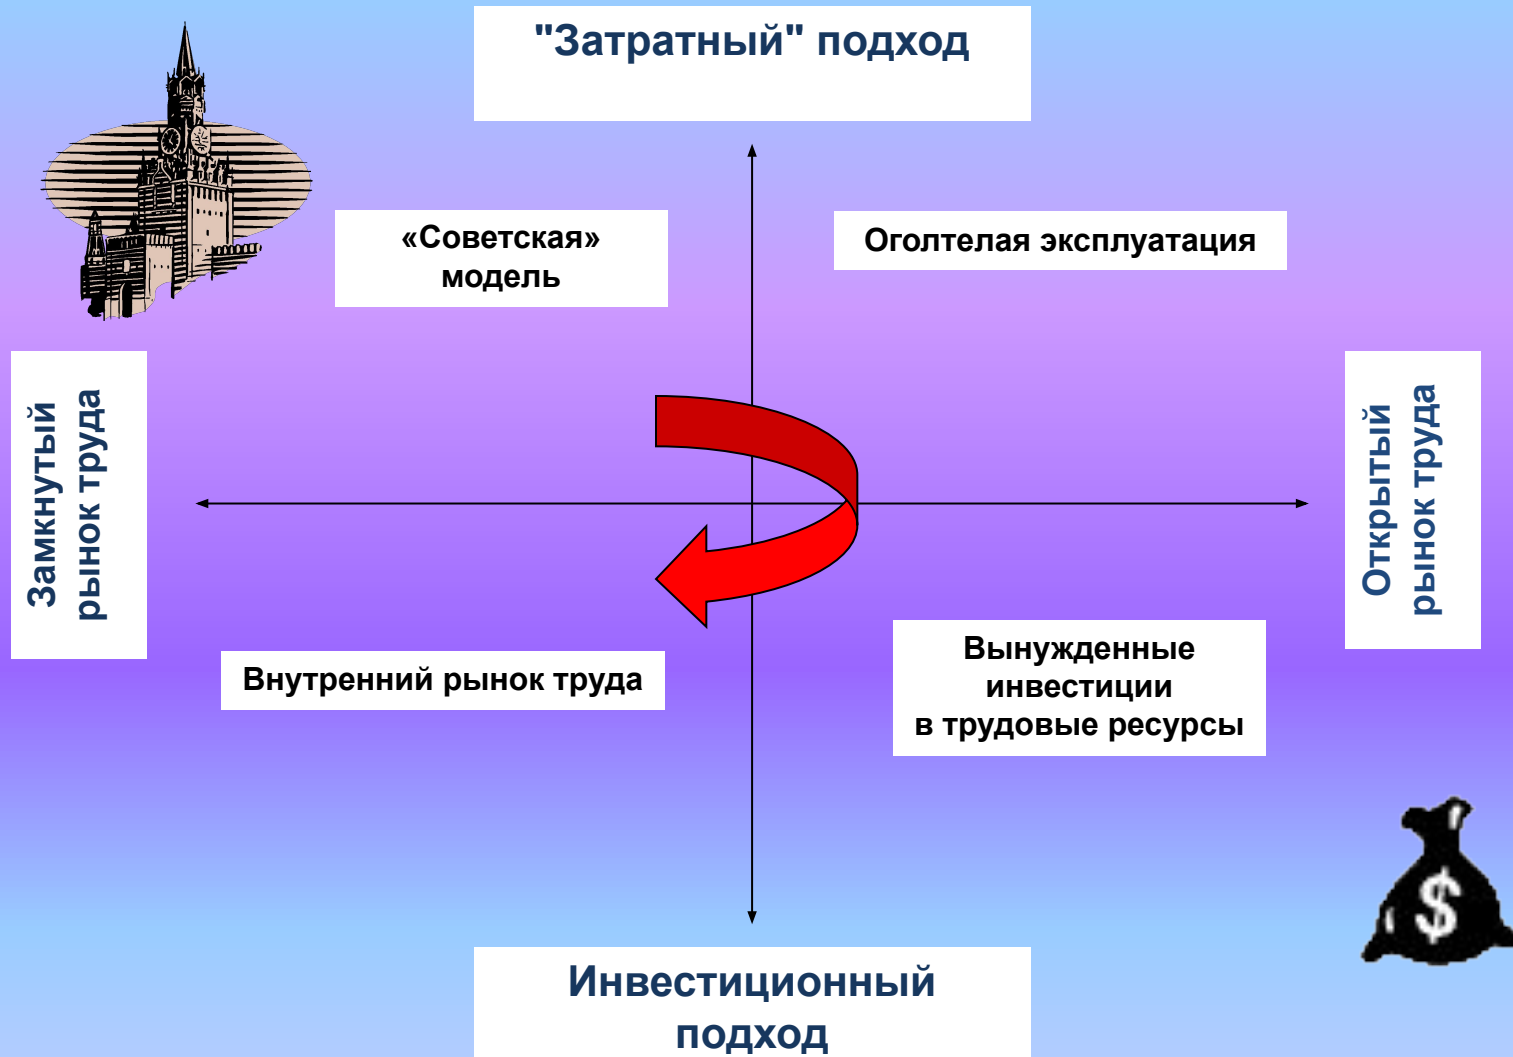 "Затратный" подход
«Советская»
модель
Оголтелая эксплуатация
Замкнутый
рынок труда
Открытый
рынок труда
Внутренний рынок труда
Вынужденные
инвестиции
в трудовые ресурсы
$
Инвестиционный
подход